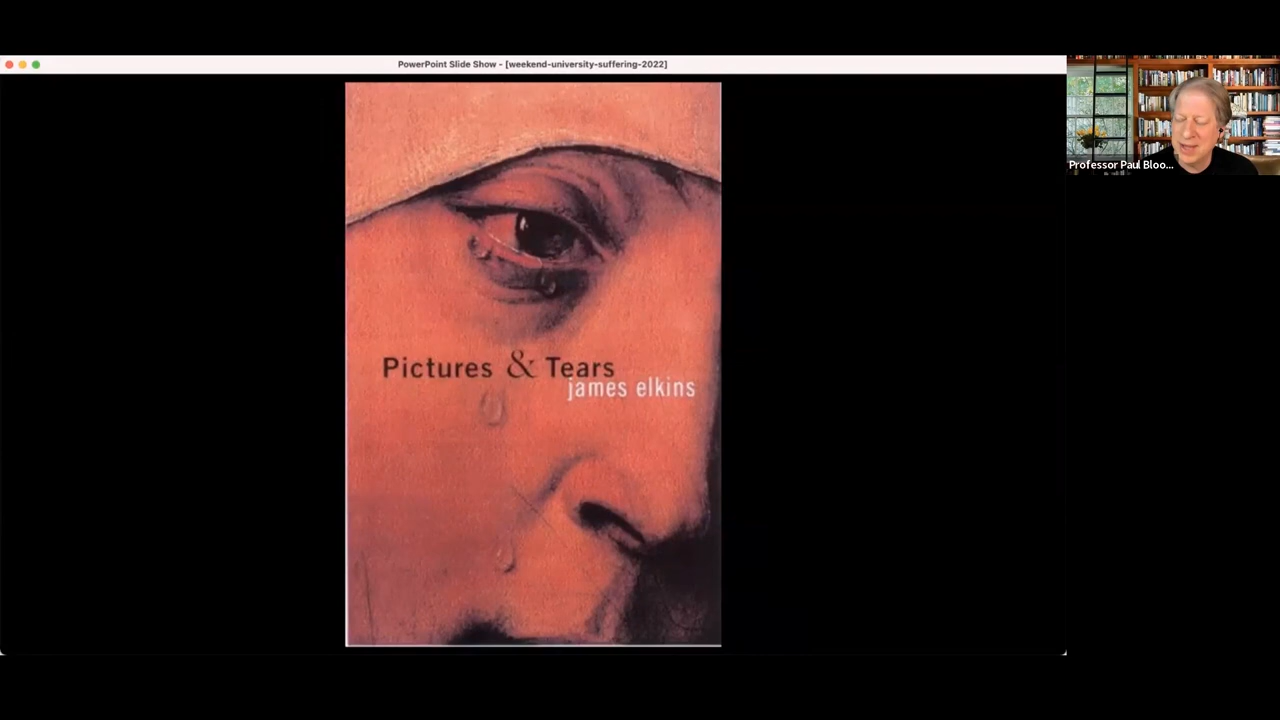 PowerPoint Slide Show - [weekend-university-suffering-2022]
Professor Paul Bloo...
Pictures & Tears
james elkins